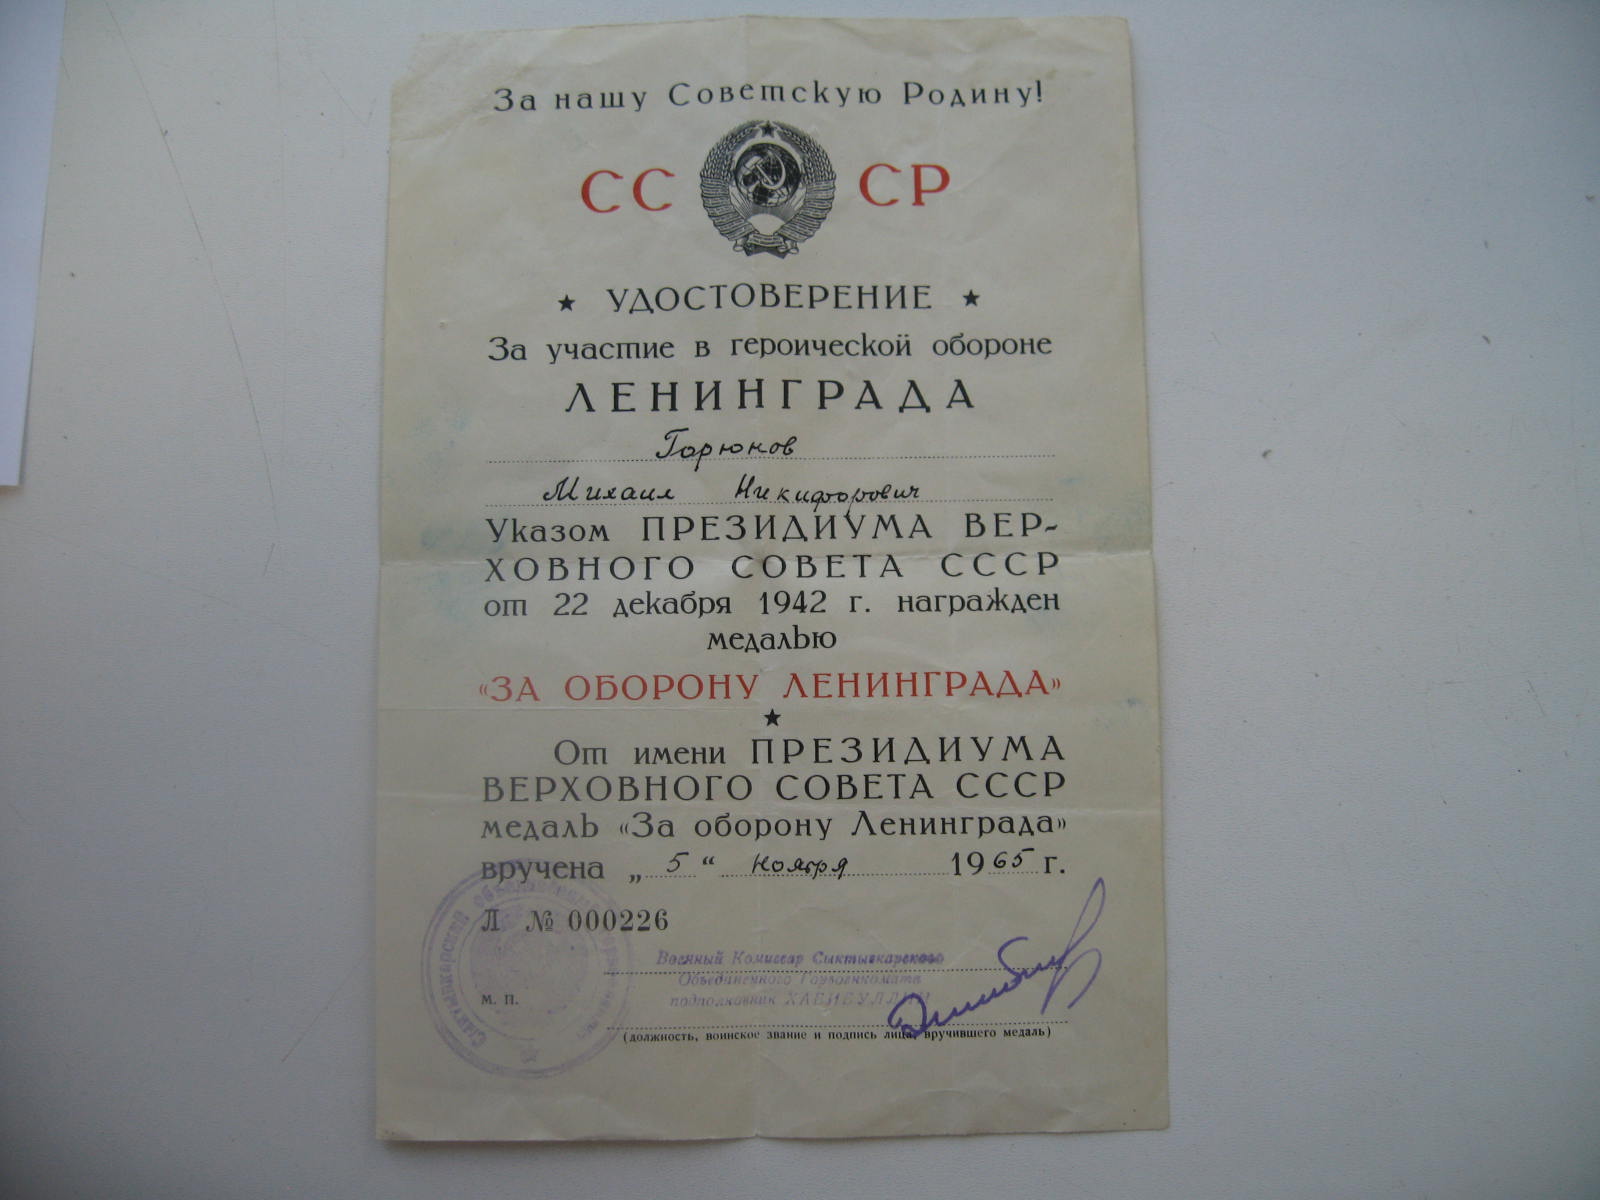 За нашу Советскую Родину!
СС СР
★ УДОСТОВЕРЕНИЕ ★
За участие в героической обороне
ЛЕНИНГРАДА
Горюнов
Михаил Никифорович
Указом ПРЕЗИДИУМА ВЕР-
ХОВНОГО СОВЕТА СССР
от 22 декабря 1942 г. награжден
медалью
«ЗА ОБОРОНУ ЛЕНИНГРАДА»
★
От имени ПРЕЗИДИУМА
ВЕРХОВНОГО СОВЕТА СССР
медаль «За оборону Ленинграда»
вручена „5“ ноября 1965 г.
Л № 000226
Военный Комиссар Сыктывкарского
Объединенного Горвоенкомата
подполковник ХАБИБУЛЛИН
М. П.
(должность, воинское звание и подпись лица, вручившего медаль)